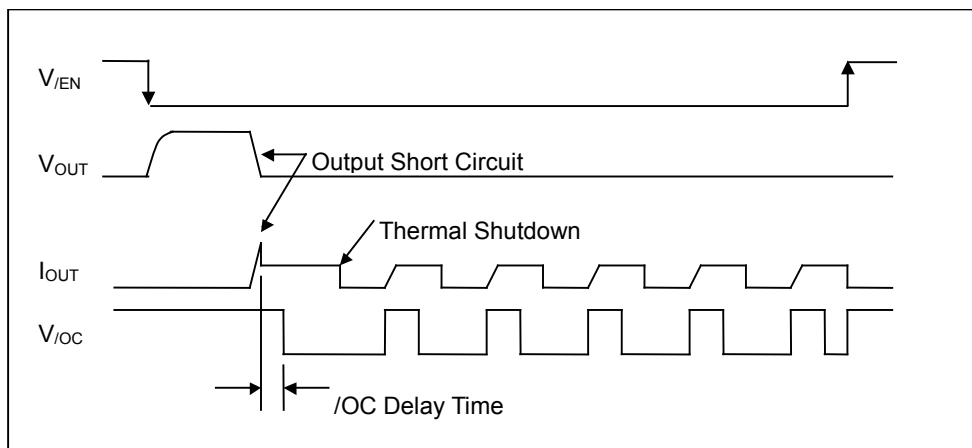 V/EN
VOUT
Output Short Circuit
Thermal Shutdown
IOUT
V/OC
/OC Delay Time